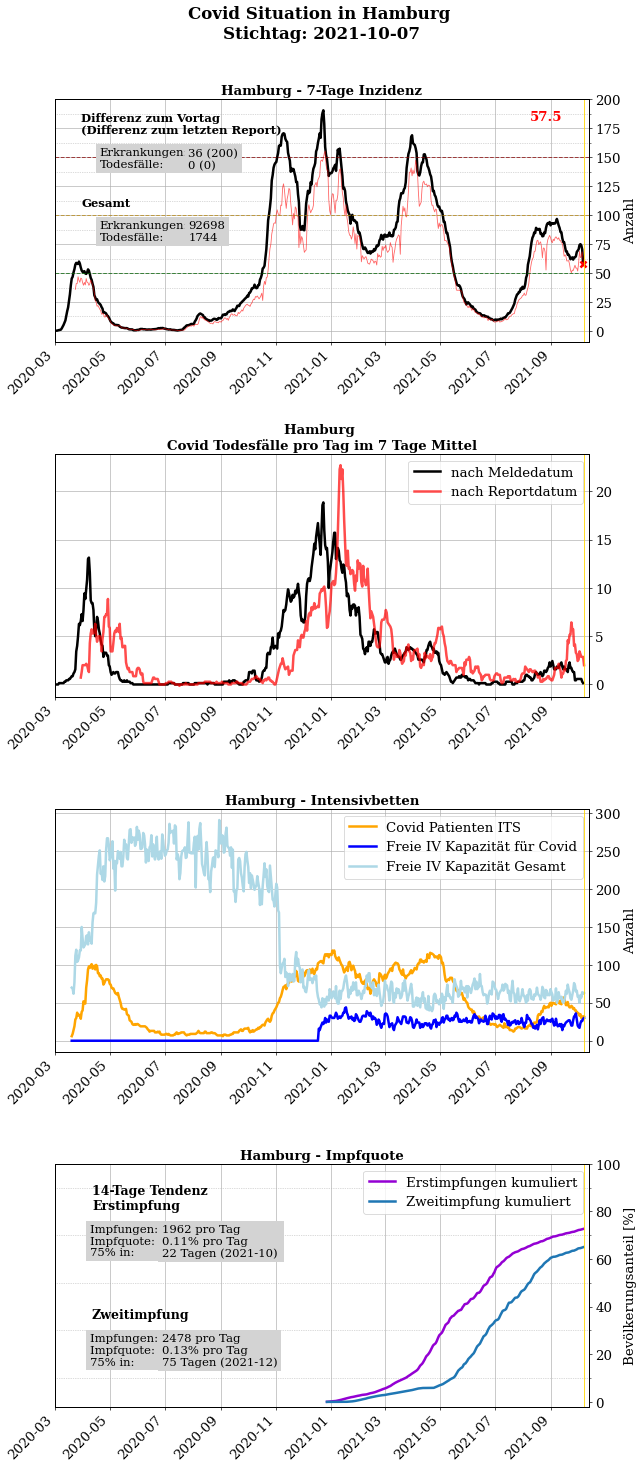 Covid Situation in Hamburg
Stichtag: 2021-10-07
Hamburg - 7-Tage Inzidenz
Differenz zum Vortag
(Differenz zum letzten Report)
Erkrankungen 36 (200)
Todesfälle: 0 (0)
Gesamt
Erkrankungen 92698
Todesfälle: 1744
57.5
200
175
150
125
100
75
50
25
0
Anzahl
2020-03
2020-05
2020-07
2020-09
2020-11
2021-01
2021-03
2021-05
2021-07
2021-09
Hamburg
Covid Todesfälle pro Tag im 7 Tage Mittel
nach Meldedatum
nach Reportdatum
20
15
10
5
0
2020-03
2020-05
2020-07
2020-09
2020-11
2021-01
2021-03
2021-05
2021-07
2021-09
Hamburg - Intensivbetten
Covid Patienten ITS
Freie IV Kapazität für Covid
Freie IV Kapazität Gesamt
300
250
200
150
100
50
0
Anzahl
2020-03
2020-05
2020-07
2020-09
2020-11
2021-01
2021-03
2021-05
2021-07
2021-09
Hamburg - Impfquote
14-Tage Tendenz
Erstimpfung
Impfungen: 1962 pro Tag
Impfquote: 0.11% pro Tag
75% in: 22 Tagen (2021-10)
Zweitimpfung
Impfungen: 2478 pro Tag
Impfquote: 0.13% pro Tag
75% in: 75 Tagen (2021-12)
Erstimpfungen kumuliert
Zweitimpfung kumuliert
100
80
60
40
20
0
Bevölkerungsanteil [%]
2020-03
2020-05
2020-07
2020-09
2020-11
2021-01
2021-03
2021-05
2021-07
2021-09